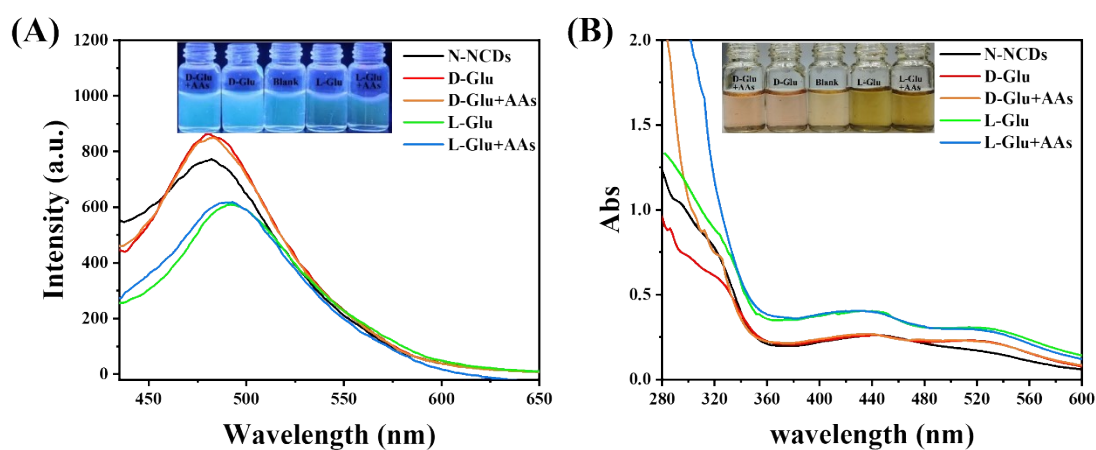 (A)
1200
1000
800
600
400
200
0
Intensity (a.u.)
450
500
550
600
650
Wavelength (nm)
D-Glu
+AAs
D-Glu
Blank
L-Glu
L-Glu
+AAs
N-NCDs
D-Glu
D-Glu+AAs
L-Glu
L-Glu+AAs
(B)
2.0
1.5
1.0
0.5
0.0
Abs
280
320
360
400
440
480
520
560
600
wavelength (nm)
D-Glu
+AAs
D-Glu
Blank
L-Glu
L-Glu
+AAs
N-NCDs
D-Glu
D-Glu+AAs
L-Glu
L-Glu+AAs